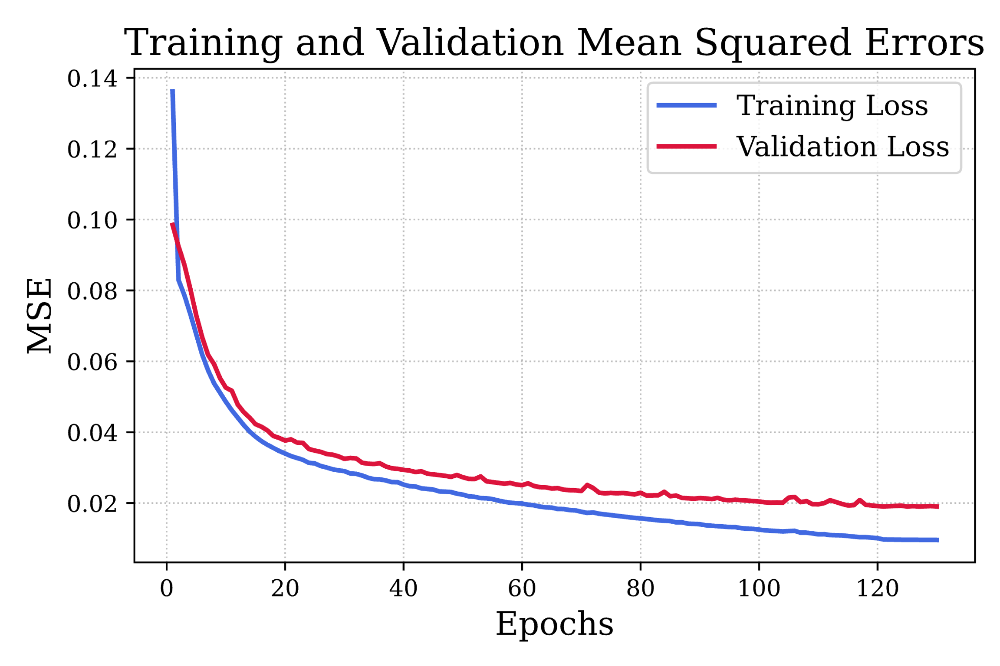 Training and Validation Mean Squared Errors
0.14
0.12
0.10
0.08
0.06
0.04
0.02
MSE
Training Loss
Validation Loss
0 20 40 60 80 100 120
Epochs